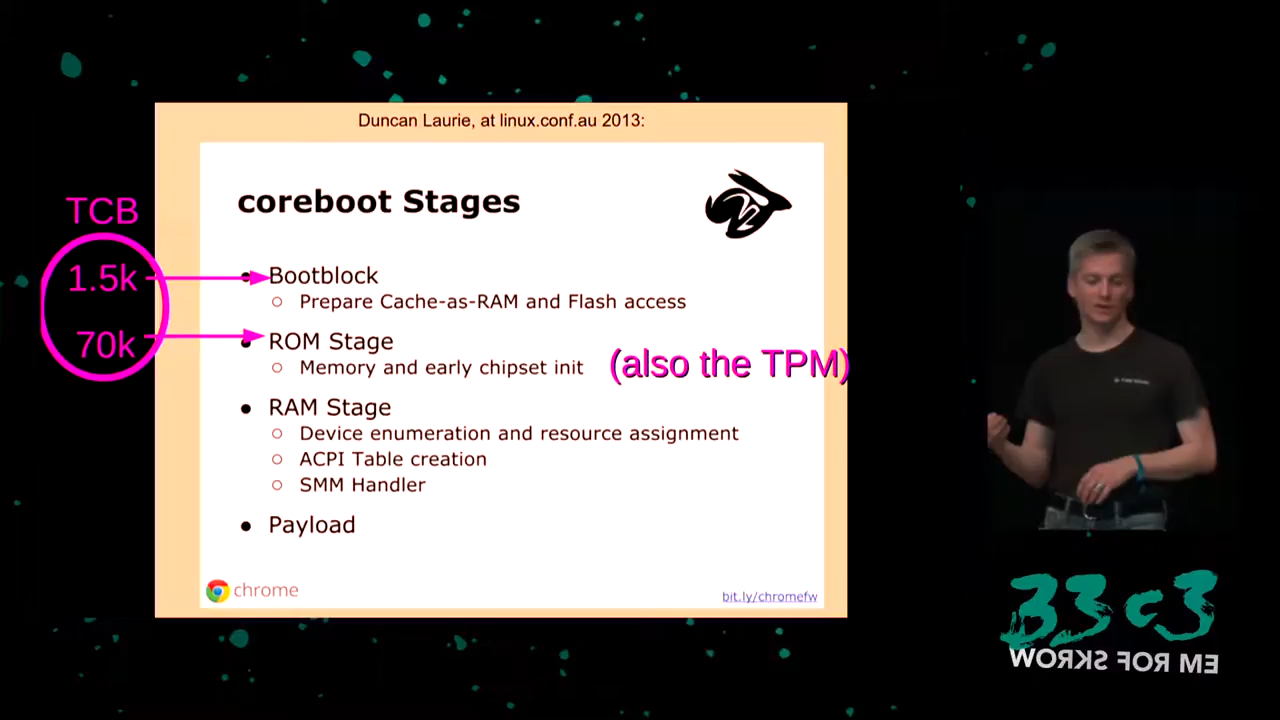 Duncan Laurie, at linux.conf.au 2013:
coreboot Stages
TCB
1.5k
70k
Bootblock
Prepare Cache-as-RAM and Flash access
ROM Stage
Memory and early chipset init
(also the TPM)
RAM Stage
Device enumeration and resource assignment
ACPI Table creation
SMM Handler
Payload
chrome
bit.ly/chromefw
33c3
WORKS FOR ME